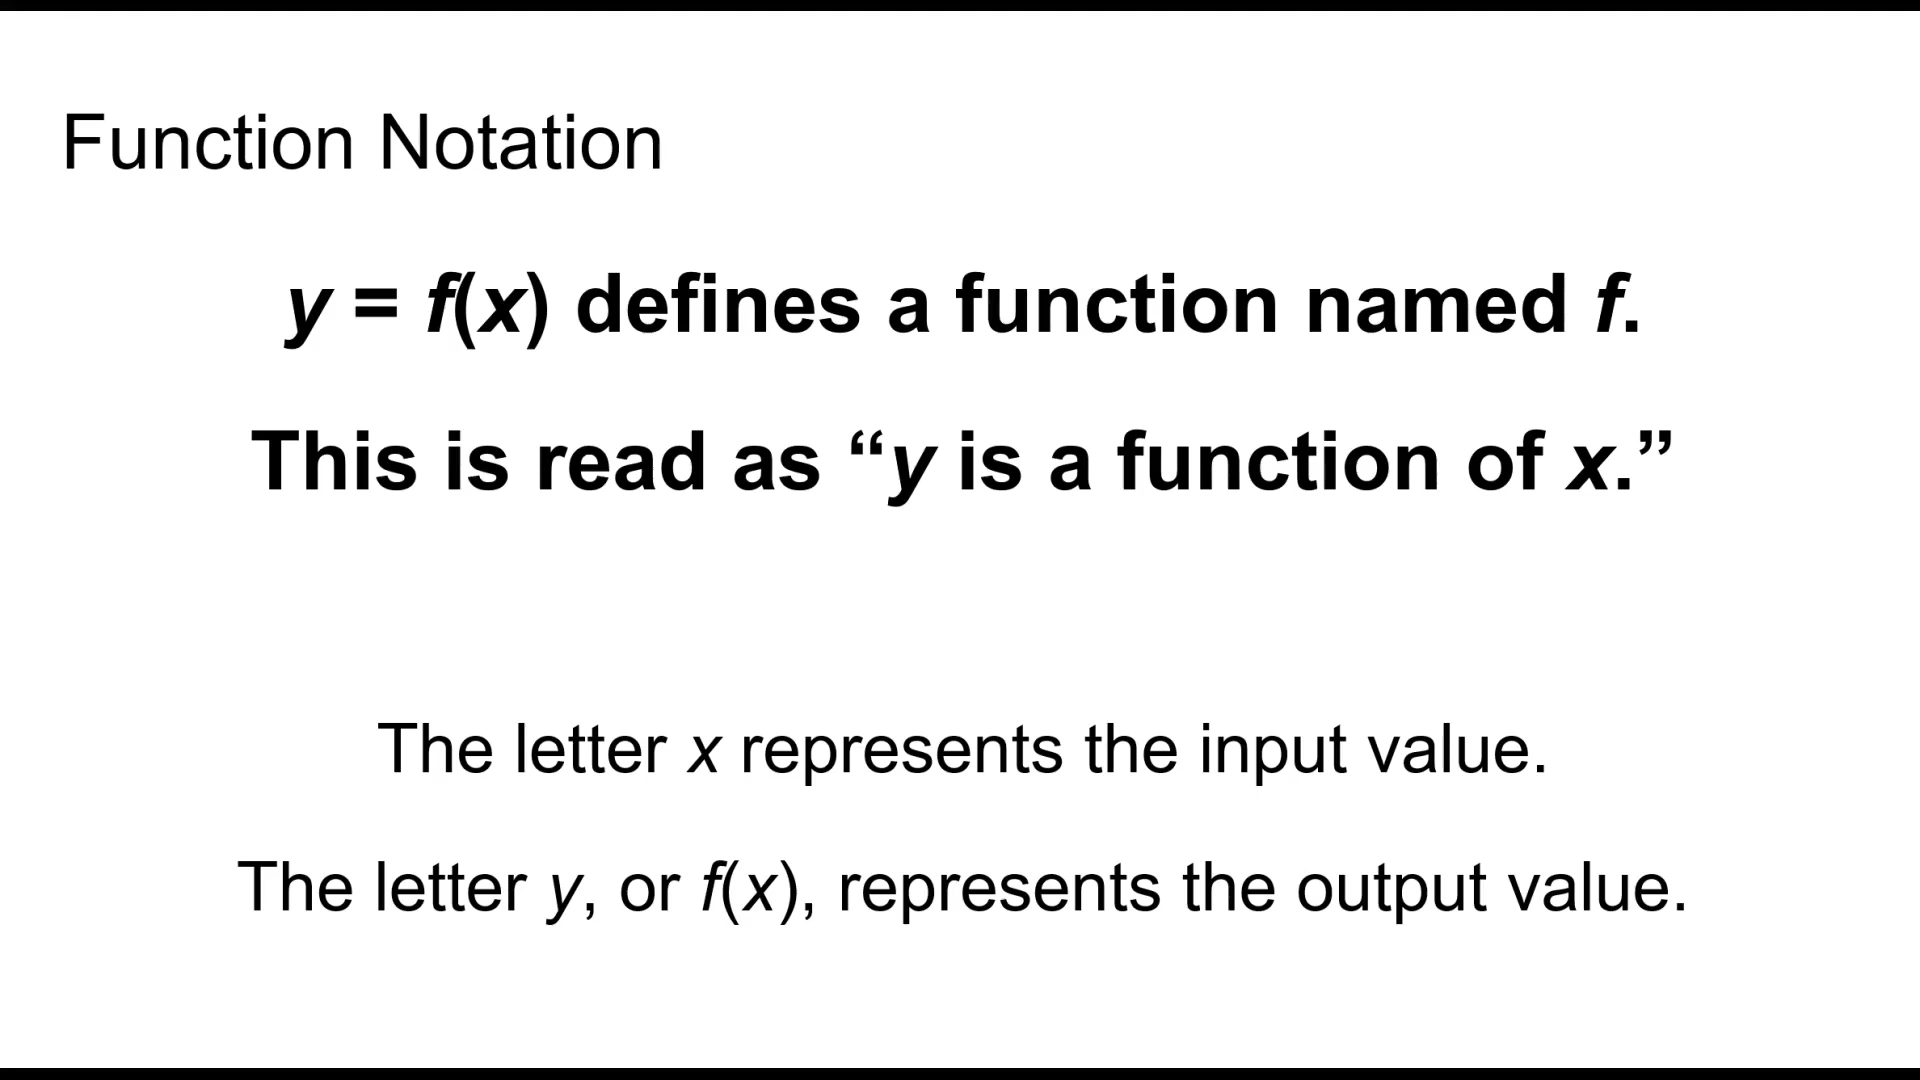 Function Notation
y = f(x) defines a function named f.
This is read as “y is a function of x.”
The letter x represents the input value.
The letter y, or f(x), represents the output value.